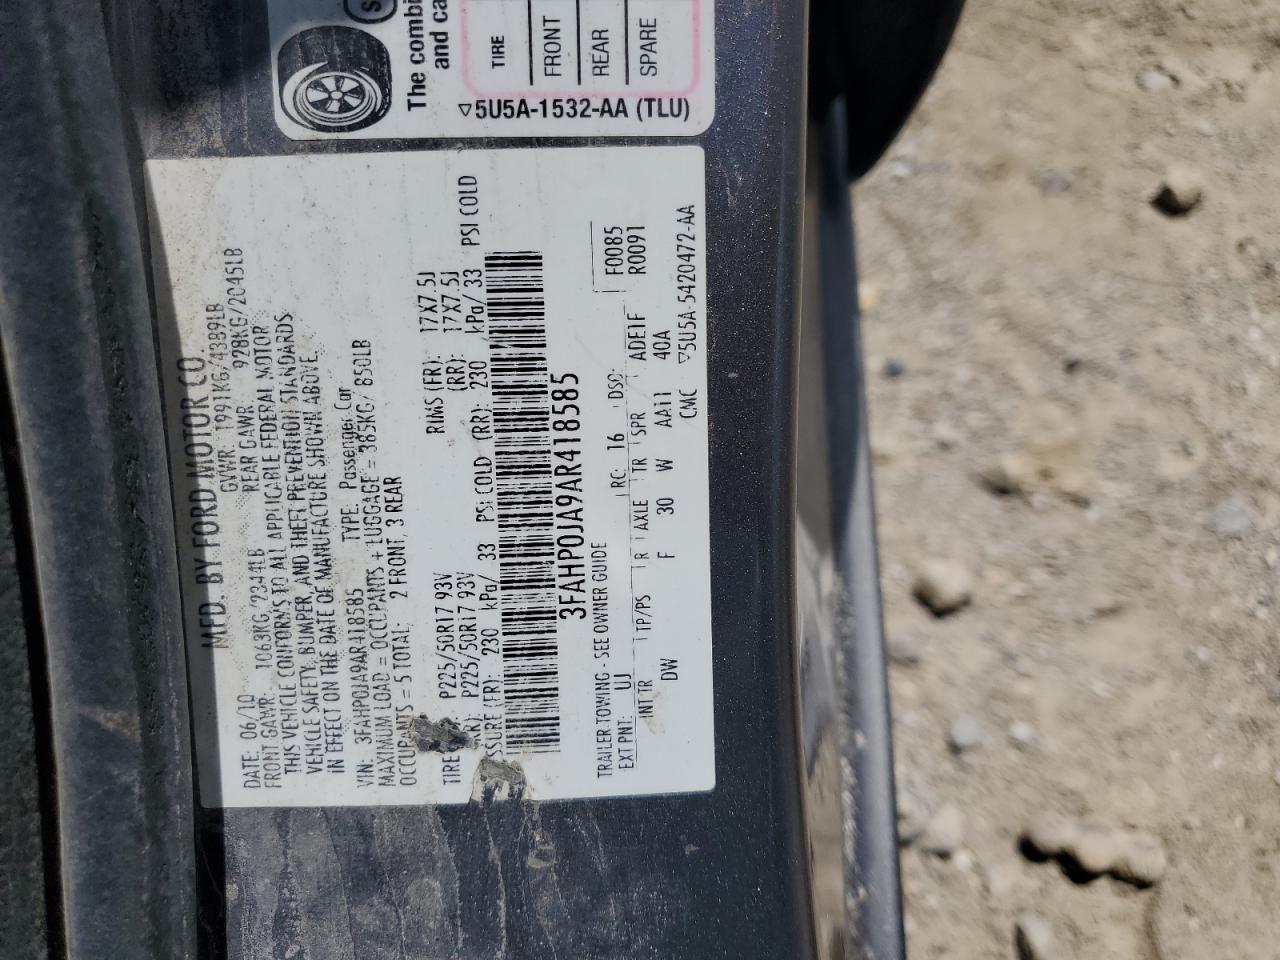 MFD. BY FORD MOTOR CO.
DATE: 06/10 GVWR 1991KG/4389LB
FRONT GAWR: 1063KG/2344LB REAR GAWR 928KG/2045LB
THIS VEHICLE CONFORMS TO ALL APPLICABLE FEDERAL MOTOR
VEHICLE SAFETY, BUMPER, AND THEFT PREVENTION STANDARDS
IN EFFECT ON THE DATE OF MANUFACTURE SHOWN ABOVE.
VIN: 3FAHP0JA9AR418585 TYPE: Passenger Car
MAXIMUM LOAD = OCCUPANTS + LUGGAGE = 385KG/ 850LB
OCCUPANTS = 5 TOTAL; 2 FRONT, 3 REAR
TIRE P225/50R17 93V RIMS (FR): 17X7.5J
P225/50R17 93V (RR): 17X7.5J
SSURE (FR): 230 kPa/ 33 PSI COLD (RR): 230 kPa/ 33 PSI COLD
3FAHP0JA9AR418585
TRAILER TOWING - SEE OWNER GUIDE F0085
EXT PNT: UJ RC: 16 DSO: R0091
INT TR TP/PS R AXLE TR SPR ADE1F
DW F 30 W AA11 40A
CMC ▽5U5A-5420472-AA
The combi
and ca
TIRE
FRONT
REAR
SPARE
▽5U5A-1532-AA (TLU)